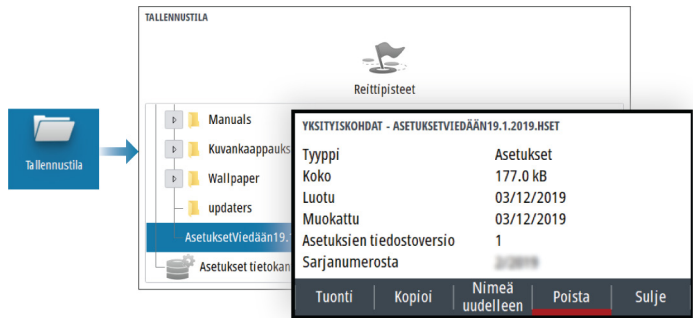 TALLENNUSTILA
Reittipisteet
Tallennustila
Manuals
Kuvankaappauks
Wallpaper
updaters
AsetuksetViedään19.1
Asetukset tietokan
YKSITYISKOHDAT - ASETUKSETVIEDÄÄN19.1.2019.HSET
Tyyppi Asetukset
Koko 177.0 kB
Luotu 03/12/2019
Muokattu 03/12/2019
Asetuksien tiedostoversio 1
Sarjanumerosta
Tuonti Kopioi Nimeä uudelleen Poista Sulje